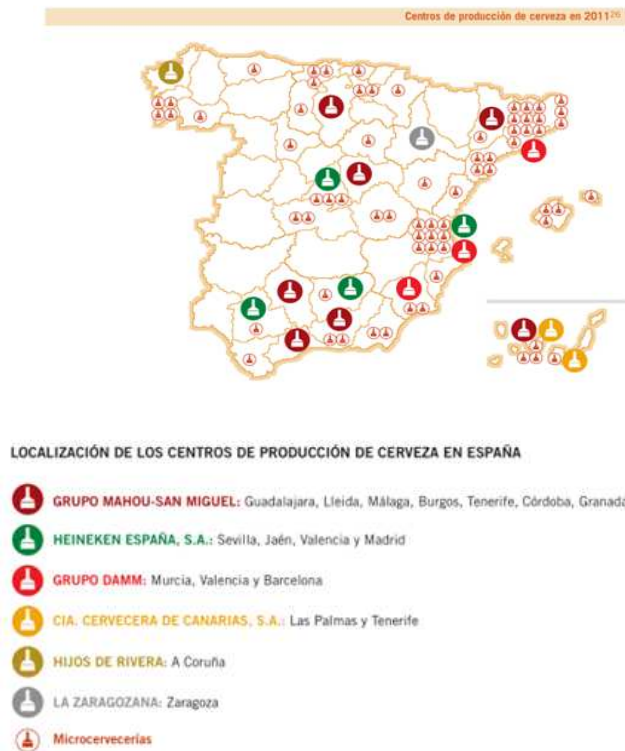 Centros de producción de cerveza en 2011²⁶
LOCALIZACIÓN DE LOS CENTROS DE PRODUCCIÓN DE CERVEZA EN ESPAÑA
GRUPO MAHOU-SAN MIGUEL: Guadalajara, Lleida, Málaga, Burgos, Tenerife, Córdoba, Granada
HEINEKEN ESPAÑA, S.A.: Sevilla, Jaén, Valencia y Madrid
GRUPO DAMM: Murcia, Valencia y Barcelona
CIA. CERVECERA DE CANARIAS, S.A.: Las Palmas y Tenerife
HIJOS DE RIVERA: A Coruña
LA ZARAGOZANA: Zaragoza
Microcervecerías